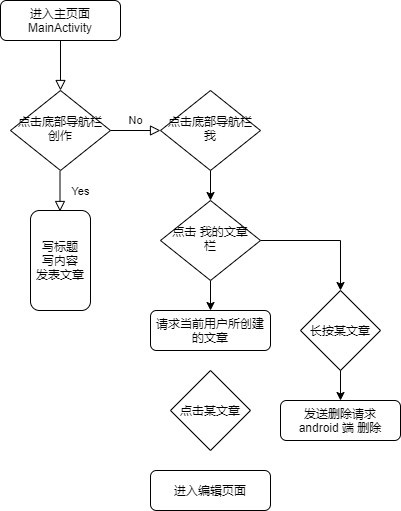 进入主页面
MainActivity
点击底部导航栏
创作
No
点击底部导航栏
我
Yes
写标题
写内容
发表文章
点击 我的文章
栏
请求当前用户所创建
的文章
长按某文章
点击某文章
发送删除请求
android 端 删除
进入编辑页面